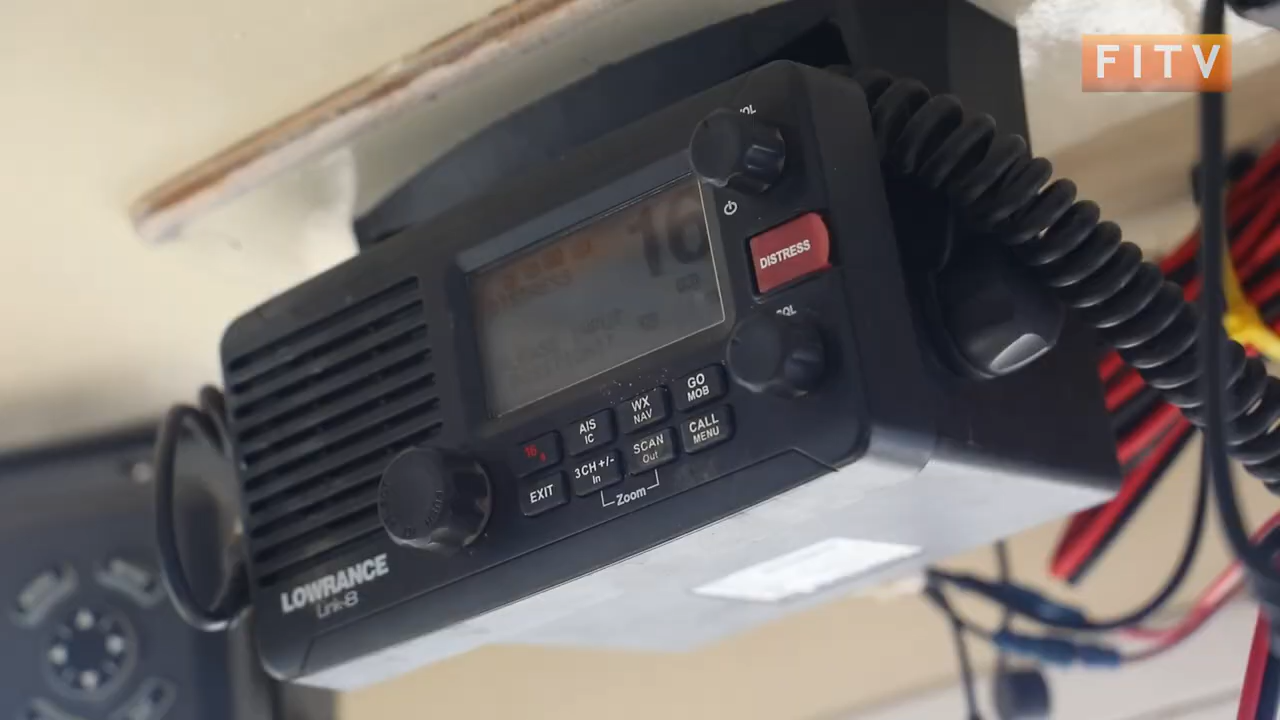 FITV
VOL
16
DISTRESS
SQL
GO
MOB
WX
NAV
AIS
IC
16
9
CALL
MENU
SCAN
Out
3CH +/-
In
EXIT
Zoom
LOWRANCE
Link-8